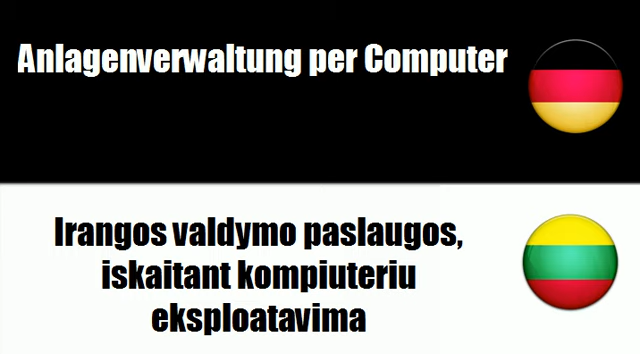 Anlagenverwaltung per Computer
Irangos valdymo paslaugos,
iskaitant kompiuteriu
eksploatavima